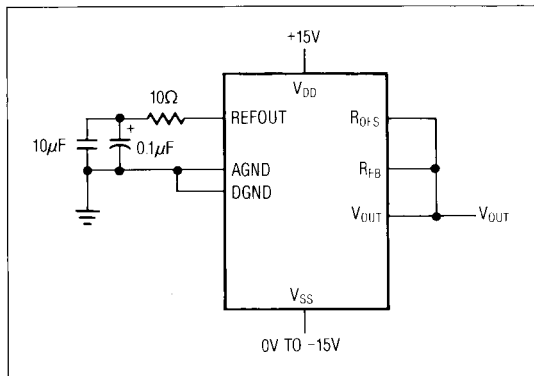 +15V
VDD
10Ω
REFOUT
ROFS
+
10µF
0.1µF
AGND
RFB
DGND
VOUT
VOUT
VSS
0V TO -15V